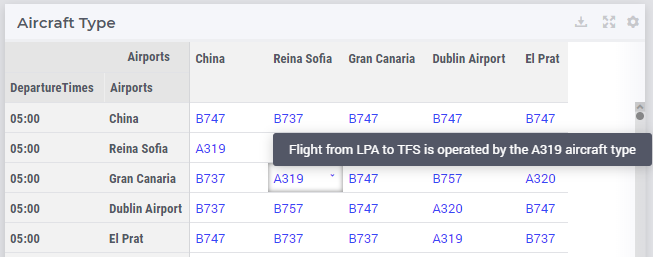 Aircraft Type
Airports China Reina Sofia Gran Canaria Dublin Airport El Prat
DepartureTimes Airports
05:00 China B747 B737 B747 B747 B747
05:00 Reina Sofia A319
Flight from LPA to TFS is operated by the A319 aircraft type
05:00 Gran Canaria B737 A319 B747 B757 A320
05:00 Dublin Airport B737 B757 B747 A320 B747
05:00 El Prat B747 B737 B737 A319 B737